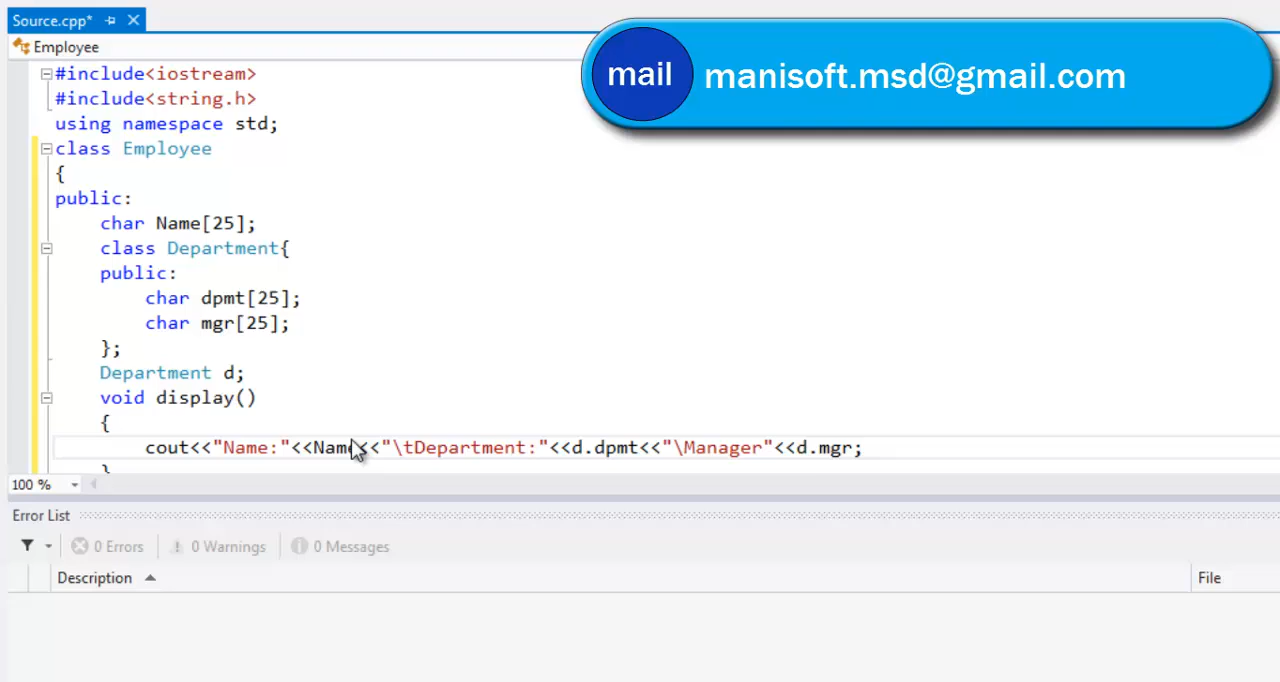 Source.cpp*
Employee
mail manisoft.msd@gmail.com
#include<iostream>
#include<string.h>
using namespace std;
class Employee
{
public:
char Name[25];
class Department{
public:
char dpmt[25];
char mgr[25];
};
Department d;
void display()
{
cout<<"Name:"<<Name<<"\tDepartment:"<<d.dpmt<<"\Manager"<<d.mgr;
}
100 %
Error List
0 Errors 0 Warnings 0 Messages
Description File